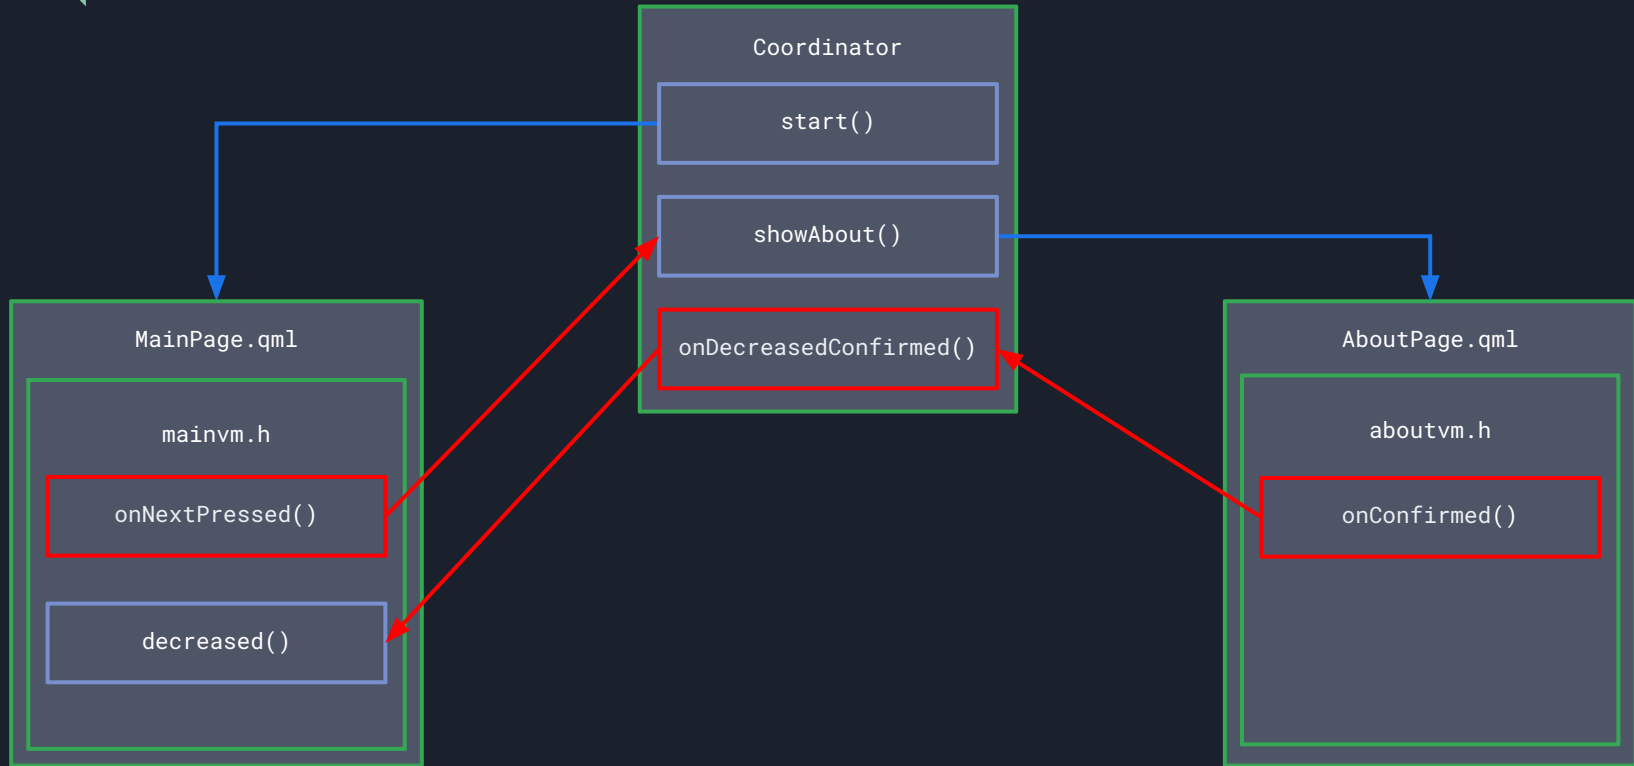 Coordinator
start()
showAbout()
onDecreasedConfirmed()
MainPage.qml
mainvm.h
onNextPressed()
decreased()
AboutPage.qml
aboutvm.h
onConfirmed()